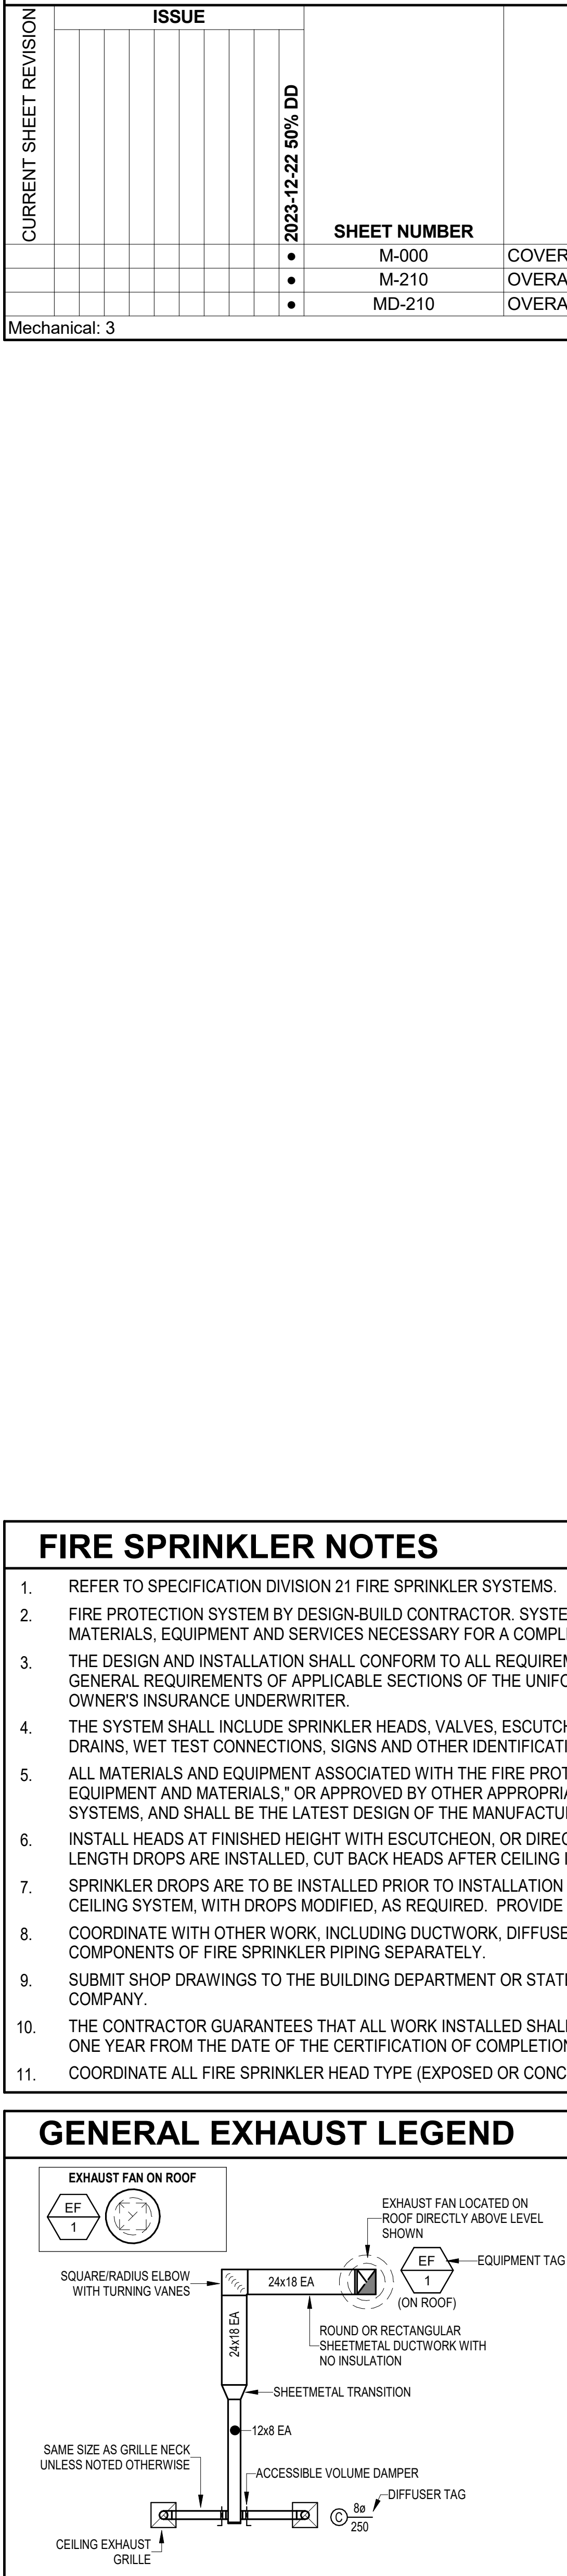 ISSUE
CURRENT SHEET REVISION
2023-12-22 50% DD
SHEET NUMBER
M-000 COVER
M-210 OVERA
MD-210 OVERA
Mechanical: 3
FIRE SPRINKLER NOTES
1. REFER TO SPECIFICATION DIVISION 21 FIRE SPRINKLER SYSTEMS.
2. FIRE PROTECTION SYSTEM BY DESIGN-BUILD CONTRACTOR. SYSTE
MATERIALS, EQUIPMENT AND SERVICES NECESSARY FOR A COMPL
3. THE DESIGN AND INSTALLATION SHALL CONFORM TO ALL REQUIREM
GENERAL REQUIREMENTS OF APPLICABLE SECTIONS OF THE UNIFO
OWNER'S INSURANCE UNDERWRITER.
4. THE SYSTEM SHALL INCLUDE SPRINKLER HEADS, VALVES, ESCUTCH
DRAINS, WET TEST CONNECTIONS, SIGNS AND OTHER IDENTIFICATI
5. ALL MATERIALS AND EQUIPMENT ASSOCIATED WITH THE FIRE PROT
EQUIPMENT AND MATERIALS," OR APPROVED BY OTHER APPROPRIA
SYSTEMS, AND SHALL BE THE LATEST DESIGN OF THE MANUFACTU
6. INSTALL HEADS AT FINISHED HEIGHT WITH ESCUTCHEON, OR DIREC
LENGTH DROPS ARE INSTALLED, CUT BACK HEADS AFTER CEILING
7. SPRINKLER DROPS ARE TO BE INSTALLED PRIOR TO INSTALLATION
CEILING SYSTEM, WITH DROPS MODIFIED, AS REQUIRED. PROVIDE
8. COORDINATE WITH OTHER WORK, INCLUDING DUCTWORK, DIFFUSE
COMPONENTS OF FIRE SPRINKLER PIPING SEPARATELY.
9. SUBMIT SHOP DRAWINGS TO THE BUILDING DEPARTMENT OR STAT
COMPANY.
10. THE CONTRACTOR GUARANTEES THAT ALL WORK INSTALLED SHALL
ONE YEAR FROM THE DATE OF THE CERTIFICATION OF COMPLETION
11. COORDINATE ALL FIRE SPRINKLER HEAD TYPE (EXPOSED OR CONC
GENERAL EXHAUST LEGEND
EXHAUST FAN ON ROOF
EF
1
EXHAUST FAN LOCATED ON
ROOF DIRECTLY ABOVE LEVEL
SHOWN
EF
1
EQUIPMENT TAG
(ON ROOF)
SQUARE/RADIUS ELBOW
WITH TURNING VANES
24x18 EA
24x18 EA
ROUND OR RECTANGULAR
SHEETMETAL DUCTWORK WITH
NO INSULATION
SHEETMETAL TRANSITION
12x8 EA
SAME SIZE AS GRILLE NECK
UNLESS NOTED OTHERWISE
ACCESSIBLE VOLUME DAMPER
DIFFUSER TAG
C 8ø
250
CEILING EXHAUST
GRILLE